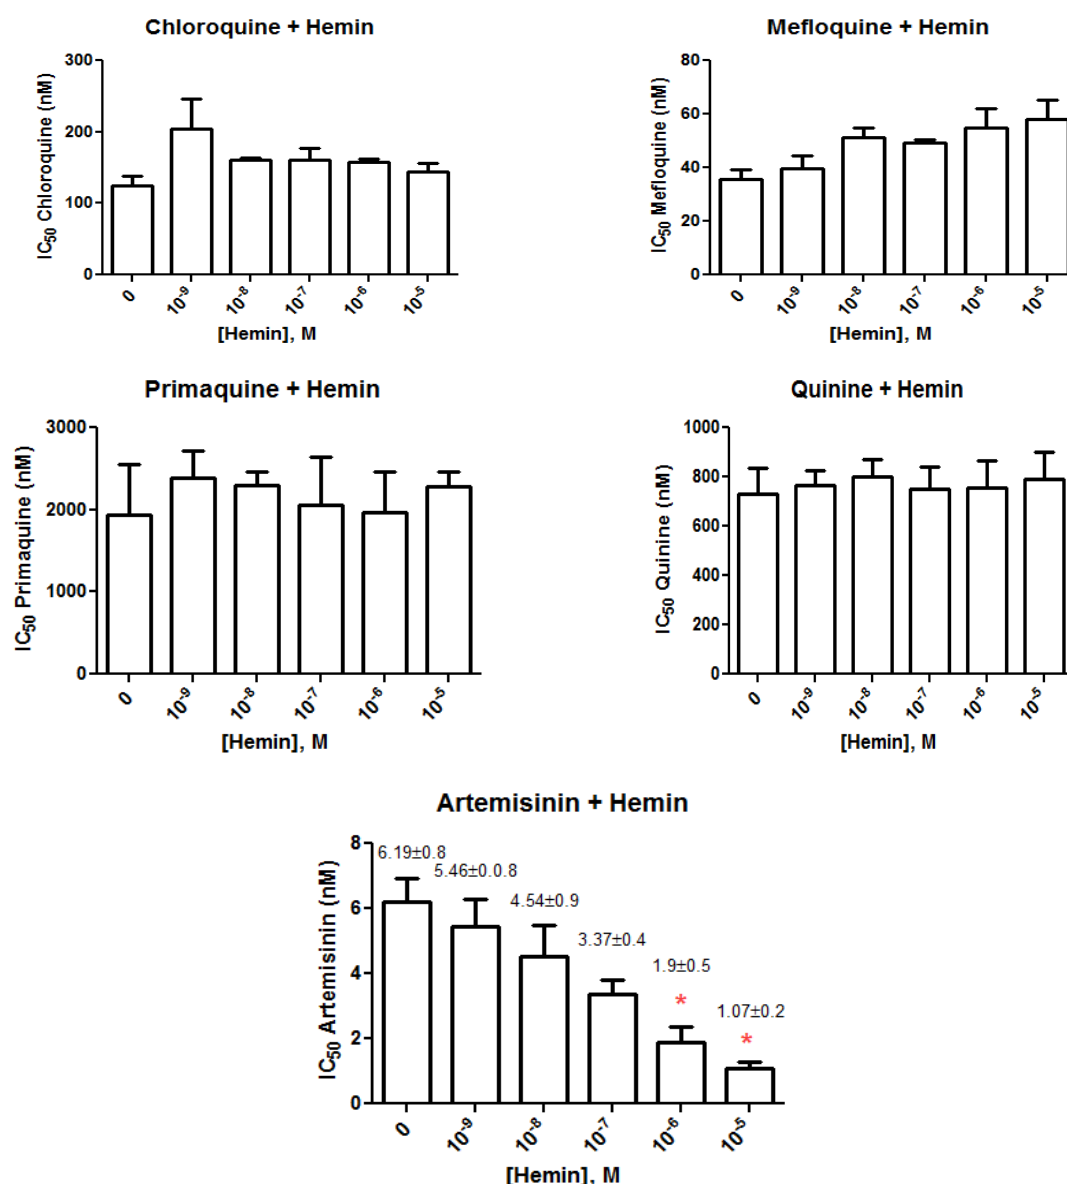 Chloroquine + Hemin
IC₅₀ Chloroquine (nM)
300
200
100
0
0 10⁻⁹ 10⁻⁸ 10⁻⁷ 10⁻⁶ 10⁻⁵
[Hemin], M
Mefloquine + Hemin
IC₅₀ Mefloquine (nM)
80
60
40
20
0
0 10⁻⁹ 10⁻⁸ 10⁻⁷ 10⁻⁶ 10⁻⁵
[Hemin], M
Primaquine + Hemin
IC₅₀ Primaquine (nM)
3000
2000
1000
0
0 10⁻⁹ 10⁻⁸ 10⁻⁷ 10⁻⁶ 10⁻⁵
[Hemin], M
Quinine + Hemin
IC₅₀ Quinine (nM)
1000
800
600
400
200
0
0 10⁻⁹ 10⁻⁸ 10⁻⁷ 10⁻⁶ 10⁻⁵
[Hemin], M
Artemisinin + Hemin
IC₅₀ Artemisinin (nM)
8
6
4
2
0
6.19±0.8
5.46±0.0.8
4.54±0.9
3.37±0.4
1.9±0.5
*
1.07±0.2
*
0 10⁻⁹ 10⁻⁸ 10⁻⁷ 10⁻⁶ 10⁻⁵
[Hemin], M